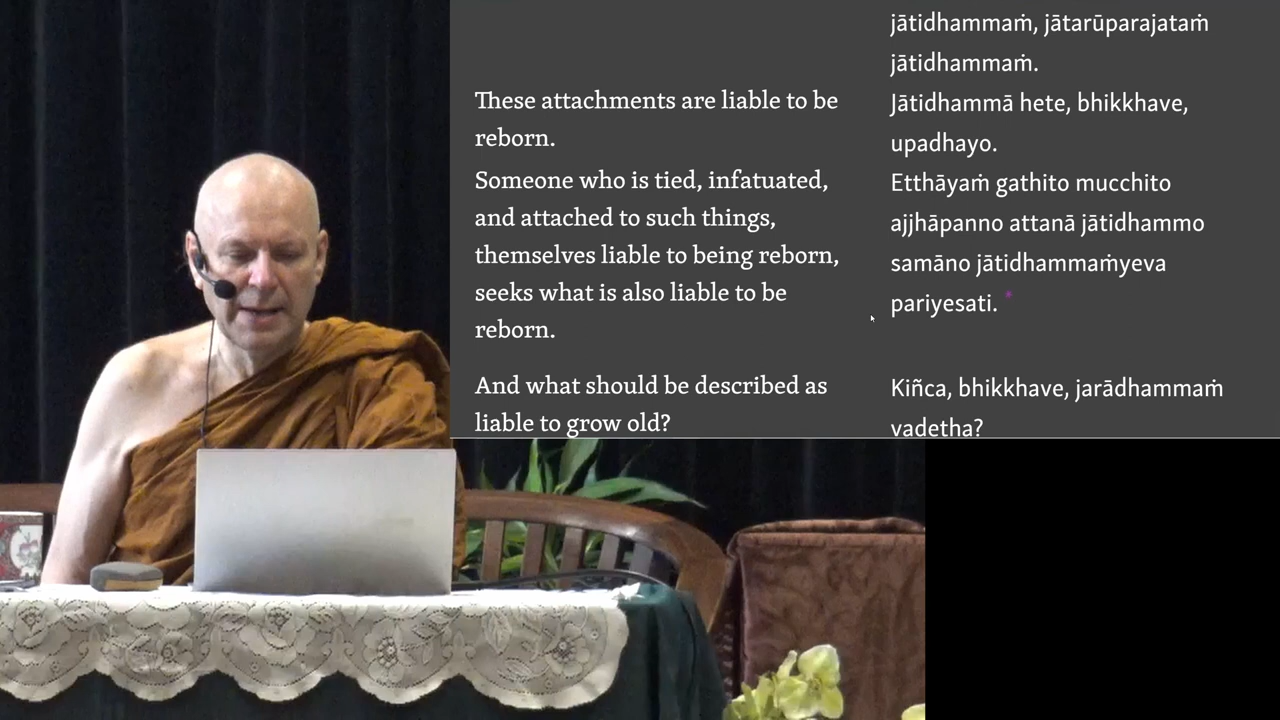 These attachments are liable to be
reborn.
Someone who is tied, infatuated,
and attached to such things,
themselves liable to being reborn,
seeks what is also liable to be
reborn.
And what should be described as
liable to grow old?
jātidhammaṁ, jātarūparajataṁ
jātidhammaṁ.
Jātidhammā hete, bhikkhave,
upadhayo.
Etthāyaṁ gathito mucchito
ajjhāpanno attanā jātidhammo
samāno jātidhammaṁyeva
pariyesati. *
Kiñca, bhikkhave, jarādhammaṁ
vadetha?